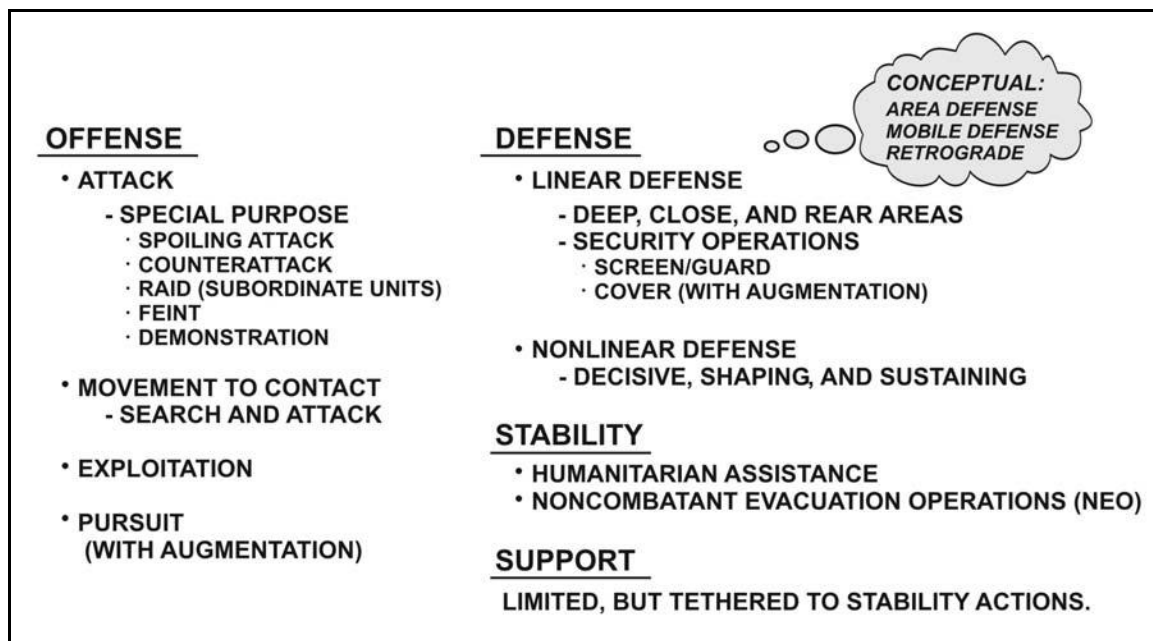 OFFENSE
• ATTACK
- SPECIAL PURPOSE
· SPOILING ATTACK
· COUNTERATTACK
· RAID (SUBORDINATE UNITS)
· FEINT
· DEMONSTRATION
• MOVEMENT TO CONTACT
- SEARCH AND ATTACK
• EXPLOITATION
• PURSUIT
(WITH AUGMENTATION)
CONCEPTUAL:
AREA DEFENSE
MOBILE DEFENSE
RETROGRADE
DEFENSE
• LINEAR DEFENSE
- DEEP, CLOSE, AND REAR AREAS
- SECURITY OPERATIONS
· SCREEN/GUARD
· COVER (WITH AUGMENTATION)
• NONLINEAR DEFENSE
- DECISIVE, SHAPING, AND SUSTAINING
STABILITY
• HUMANITARIAN ASSISTANCE
• NONCOMBATANT EVACUATION OPERATIONS (NEO)
SUPPORT
LIMITED, BUT TETHERED TO STABILITY ACTIONS.